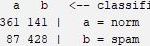 a b <-- classifi
361 141 | a = norm
87 428 | b = spam